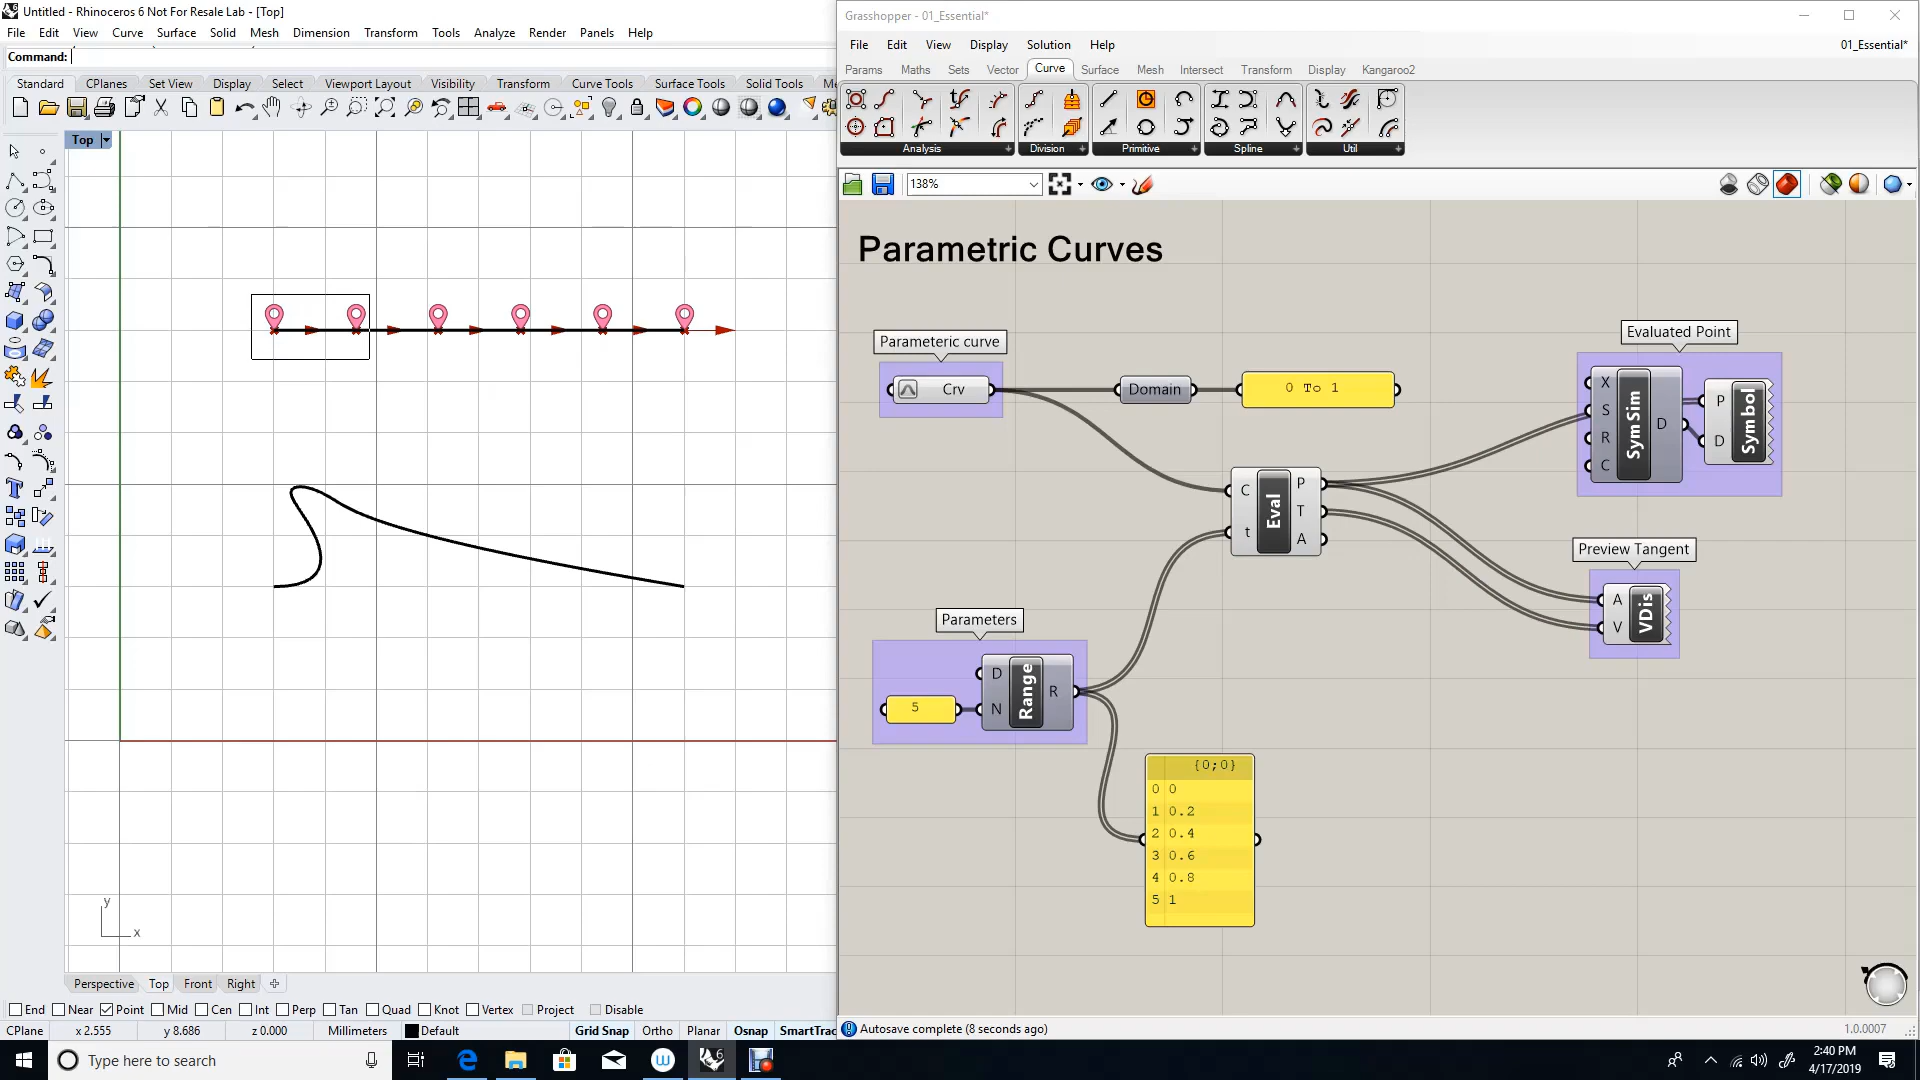 Untitled - Rhinoceros 6 Not For Resale Lab - [Top]
File Edit View Curve Surface Solid Mesh Dimension Transform Tools Analyze Render Panels Help
Command:
Standard CPlanes Set View Display Select Viewport Layout Visibility Transform Curve Tools Surface Tools Solid Tools Me
Top
y
x
Perspective Top Front Right
End Near Point Mid Cen Int Perp Tan Quad Knot Vertex Project Disable
CPlane x 2.555 y 8.686 z 0.000 Millimeters Default Grid Snap Ortho Planar Osnap SmartTrac
Grasshopper - 01_Essential*
File Edit View Display Solution Help 01_Essential*
Params Maths Sets Vector Curve Surface Mesh Intersect Transform Display Kangaroo2
Analysis Division Primitive Spline Util
138%
Parametric Curves
Parameteric curve
Crv
Domain
0 To 1
Evaluated Point
X
S
R
C
SymSim
D
P
D
Symbol
C
t
Eval
P
T
A
Preview Tangent
A
V
VDis
Parameters
5
D
N
Range
R
{0;0}
0 0
1 0.2
2 0.4
3 0.6
4 0.8
5 1
Autosave complete (8 seconds ago) 1.0.0007
Type here to search
2:40 PM
4/17/2019